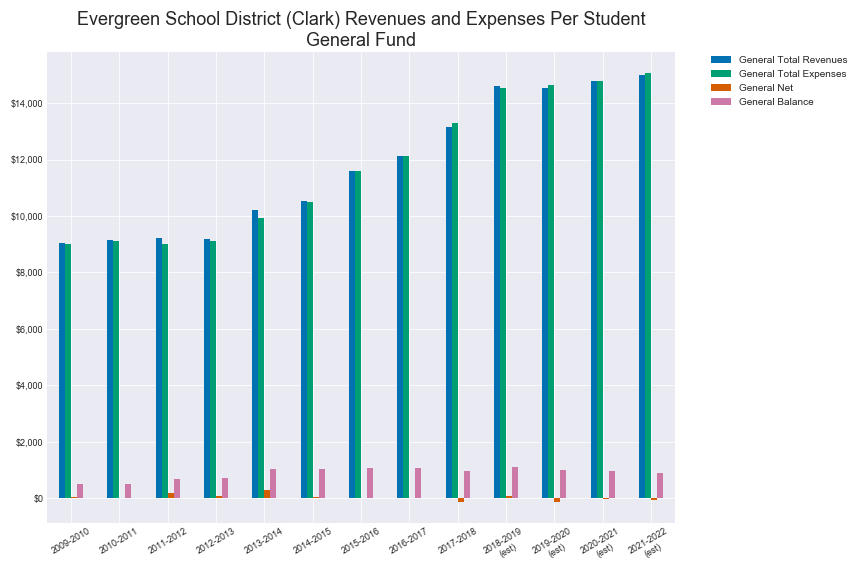 Evergreen School District (Clark) Revenues and Expenses Per Student
General Fund
General Total Revenues
General Total Expenses
General Net
General Balance
$14,000
$12,000
$10,000
$8,000
$6,000
$4,000
$2,000
$0
2009-2010
2010-2011
2011-2012
2012-2013
2013-2014
2014-2015
2015-2016
2016-2017
2017-2018
2018-2019
(est)
2019-2020
(est)
2020-2021
(est)
2021-2022
(est)